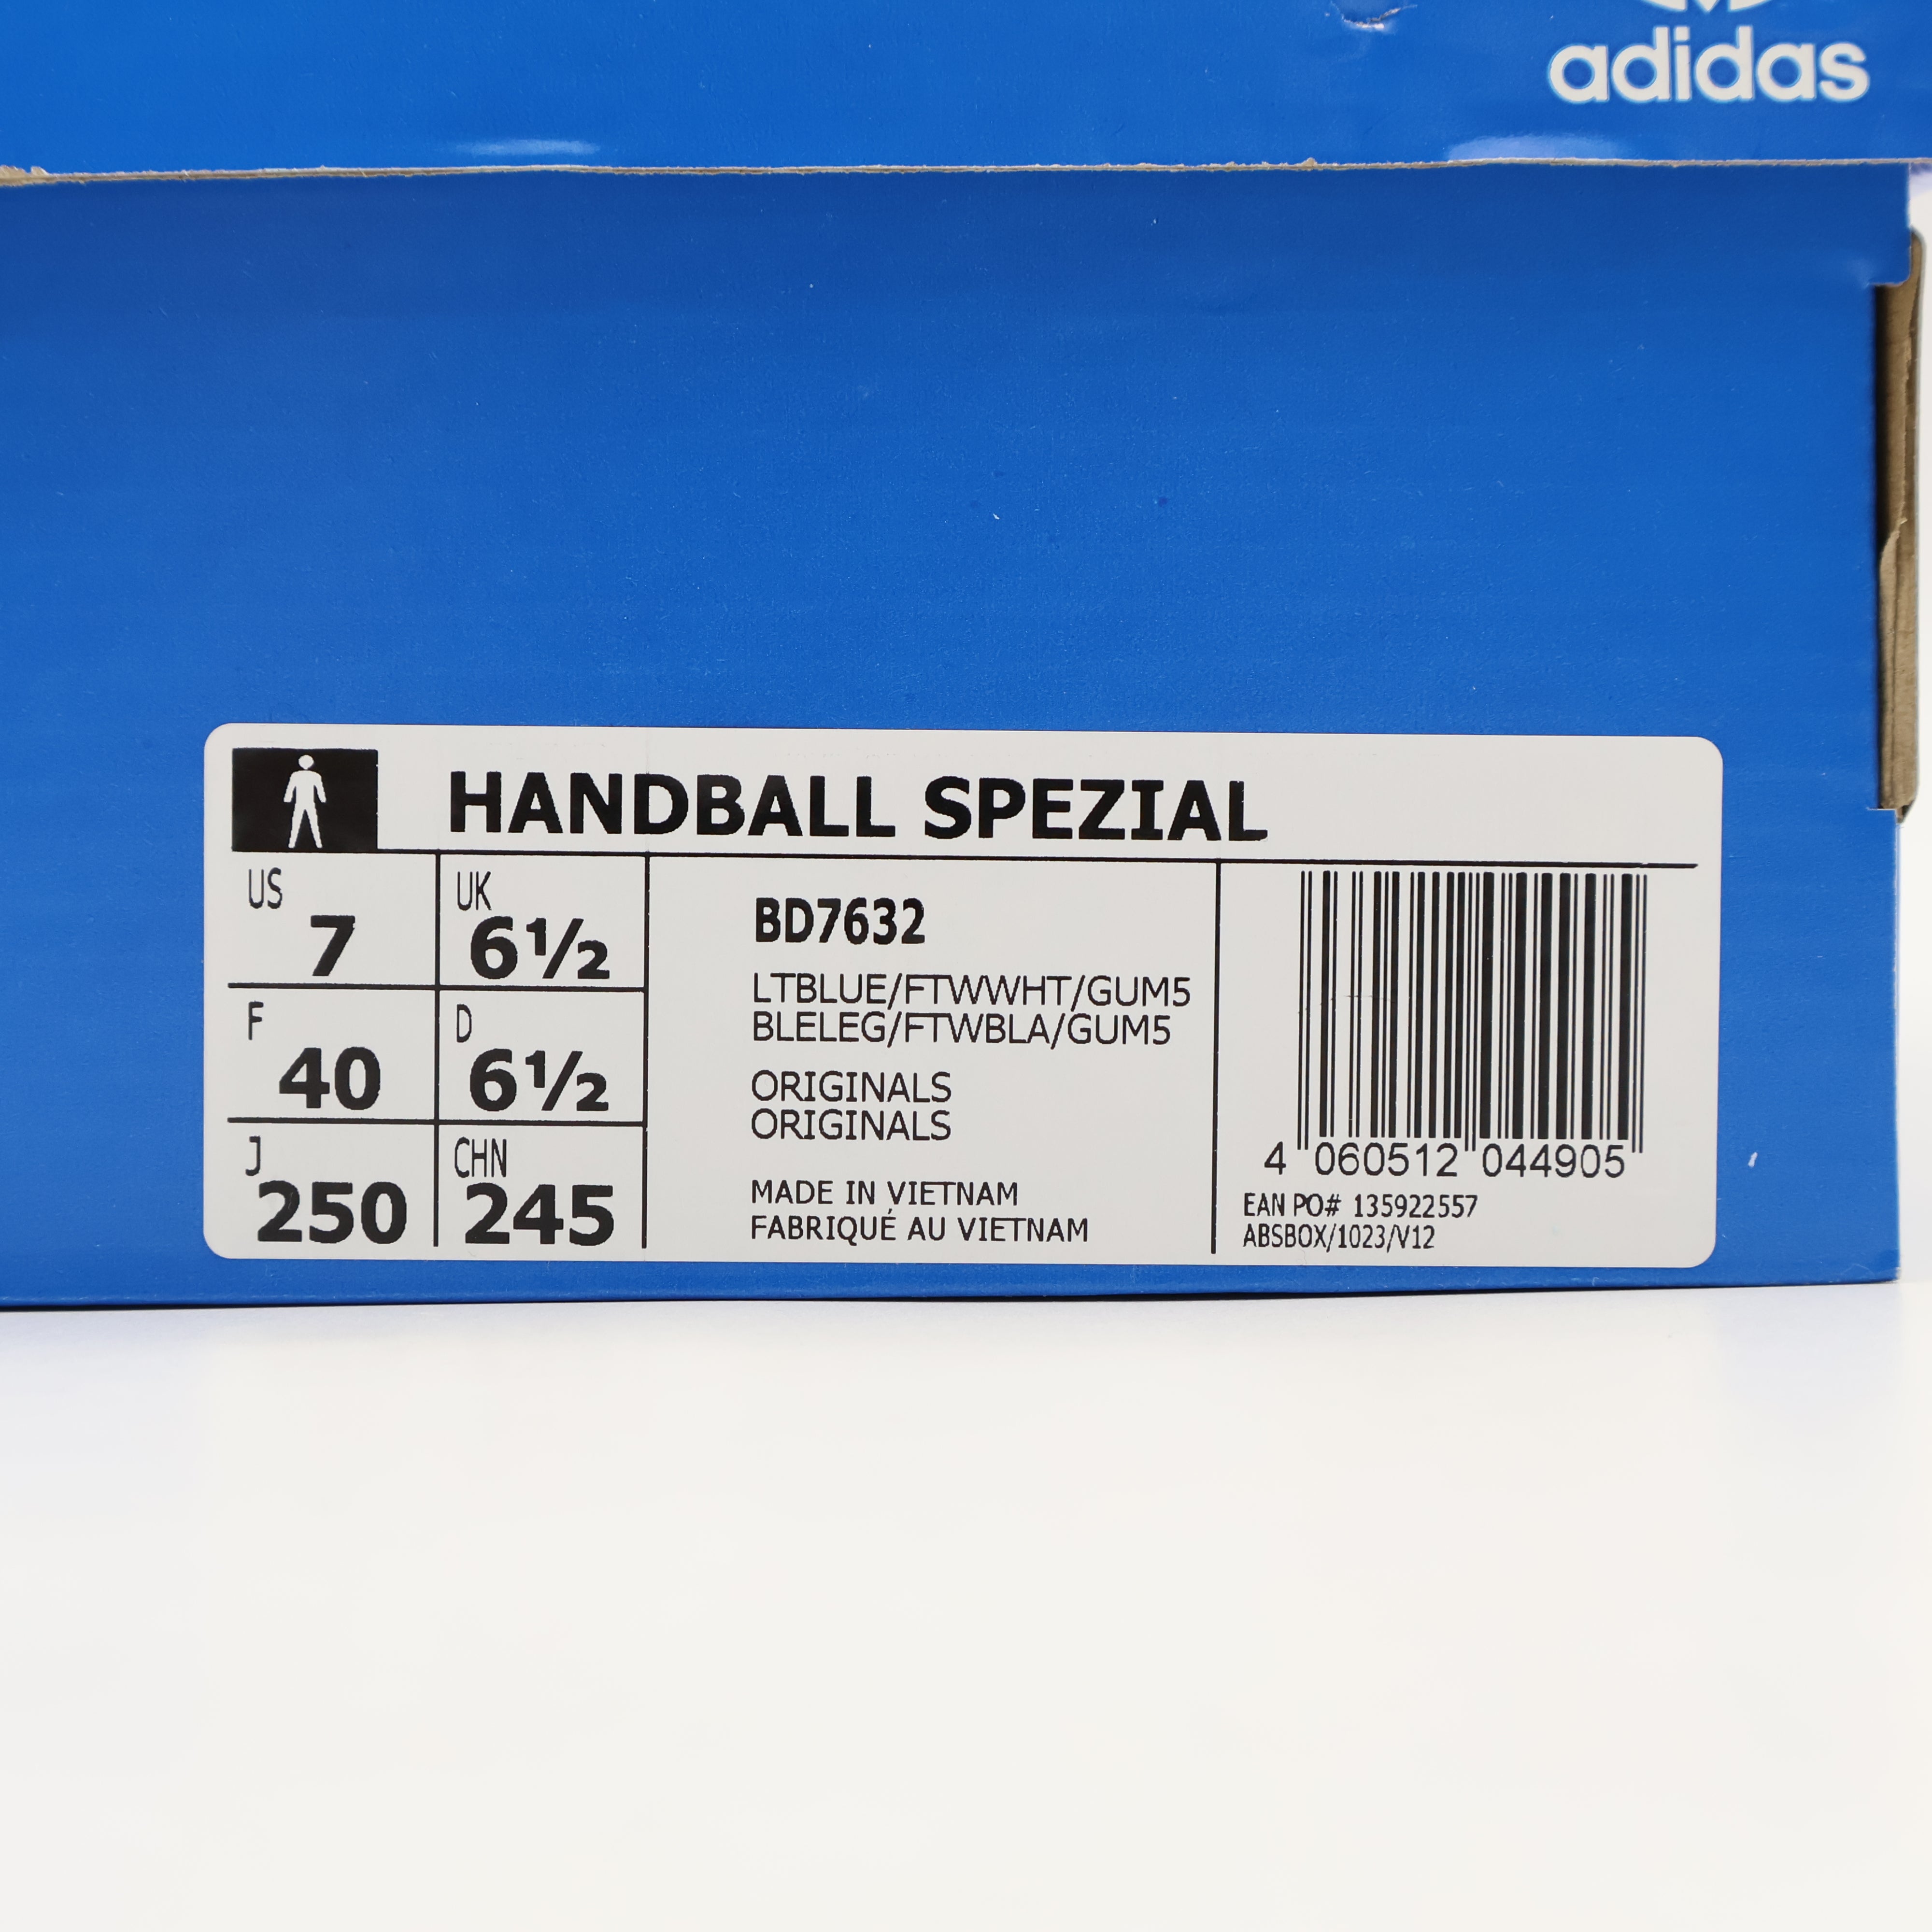 adidas
HANDBALL SPEZIAL
US
7
UK
6½
F
40
D
6½
J
250
CHN
245
BD7632
LTBLUE/FTWWHT/GUM5
BLELEG/FTWBLA/GUM5
ORIGINALS
ORIGINALS
MADE IN VIETNAM
FABRIQUÉ AU VIETNAM
4 060512 044905
EAN PO# 135922557
ABSBOX/1023/V12